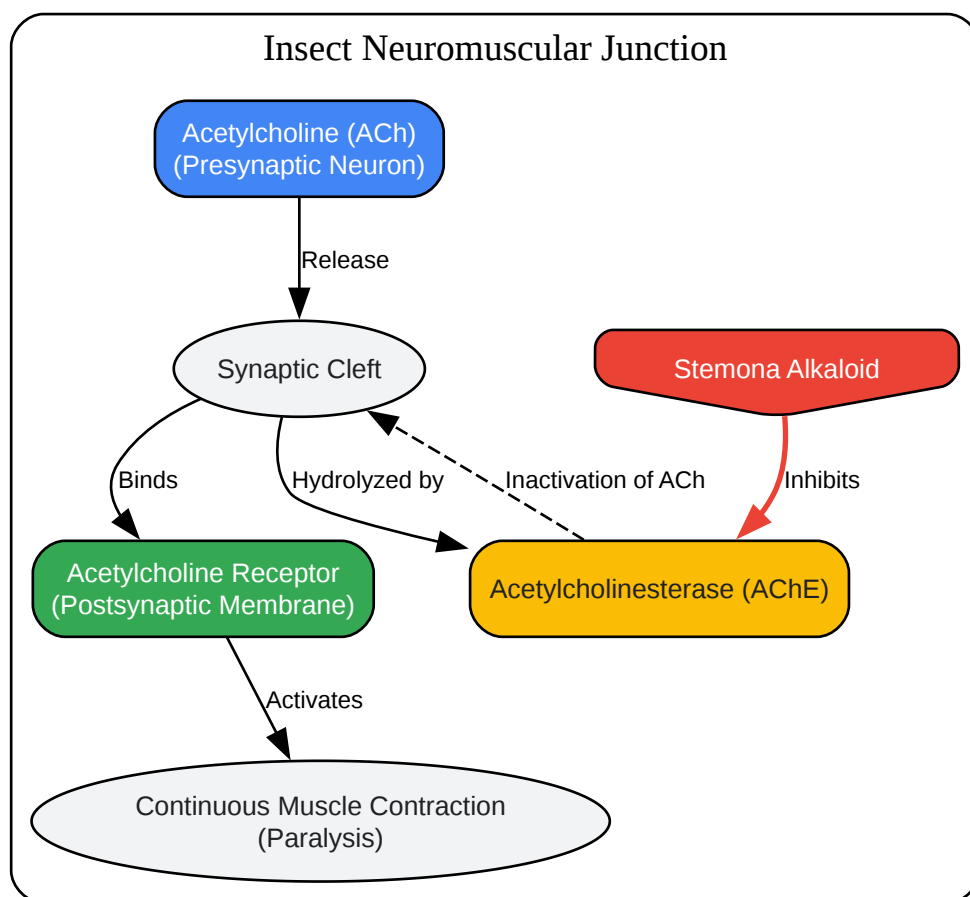 Insect Neuromuscular Junction
Acetylcholine (ACh)
(Presynaptic Neuron)
Release
Synaptic Cleft
Stemona Alkaloid
Binds
Hydrolyzed by
Inactivation of ACh
Inhibits
Acetylcholine Receptor
(Postsynaptic Membrane)
Acetylcholinesterase (AChE)
Activates
Continuous Muscle Contraction
(Paralysis)